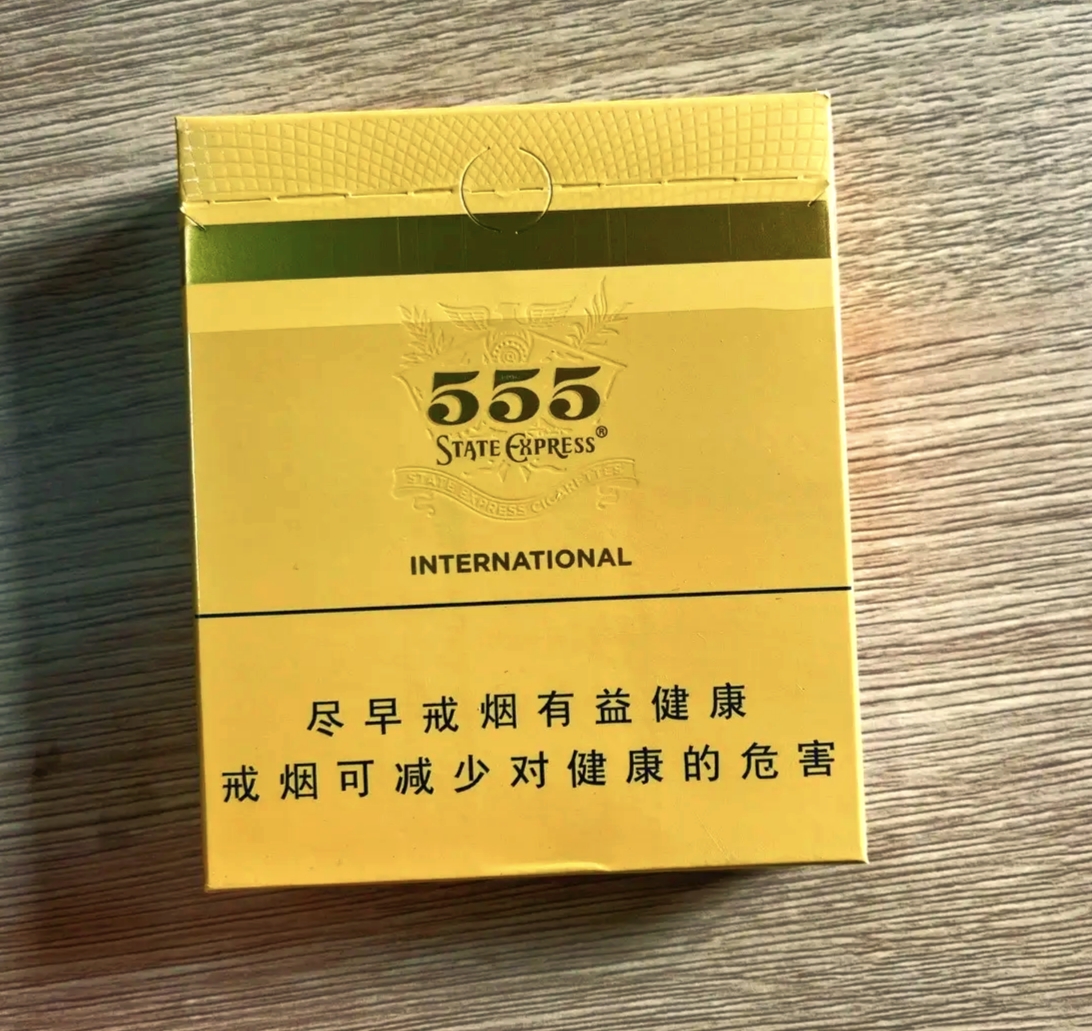 555
STATE EXPRESS®
STATE EXPRESS CIGARETTES
INTERNATIONAL
尽早戒烟有益健康
戒烟可减少对健康的危害